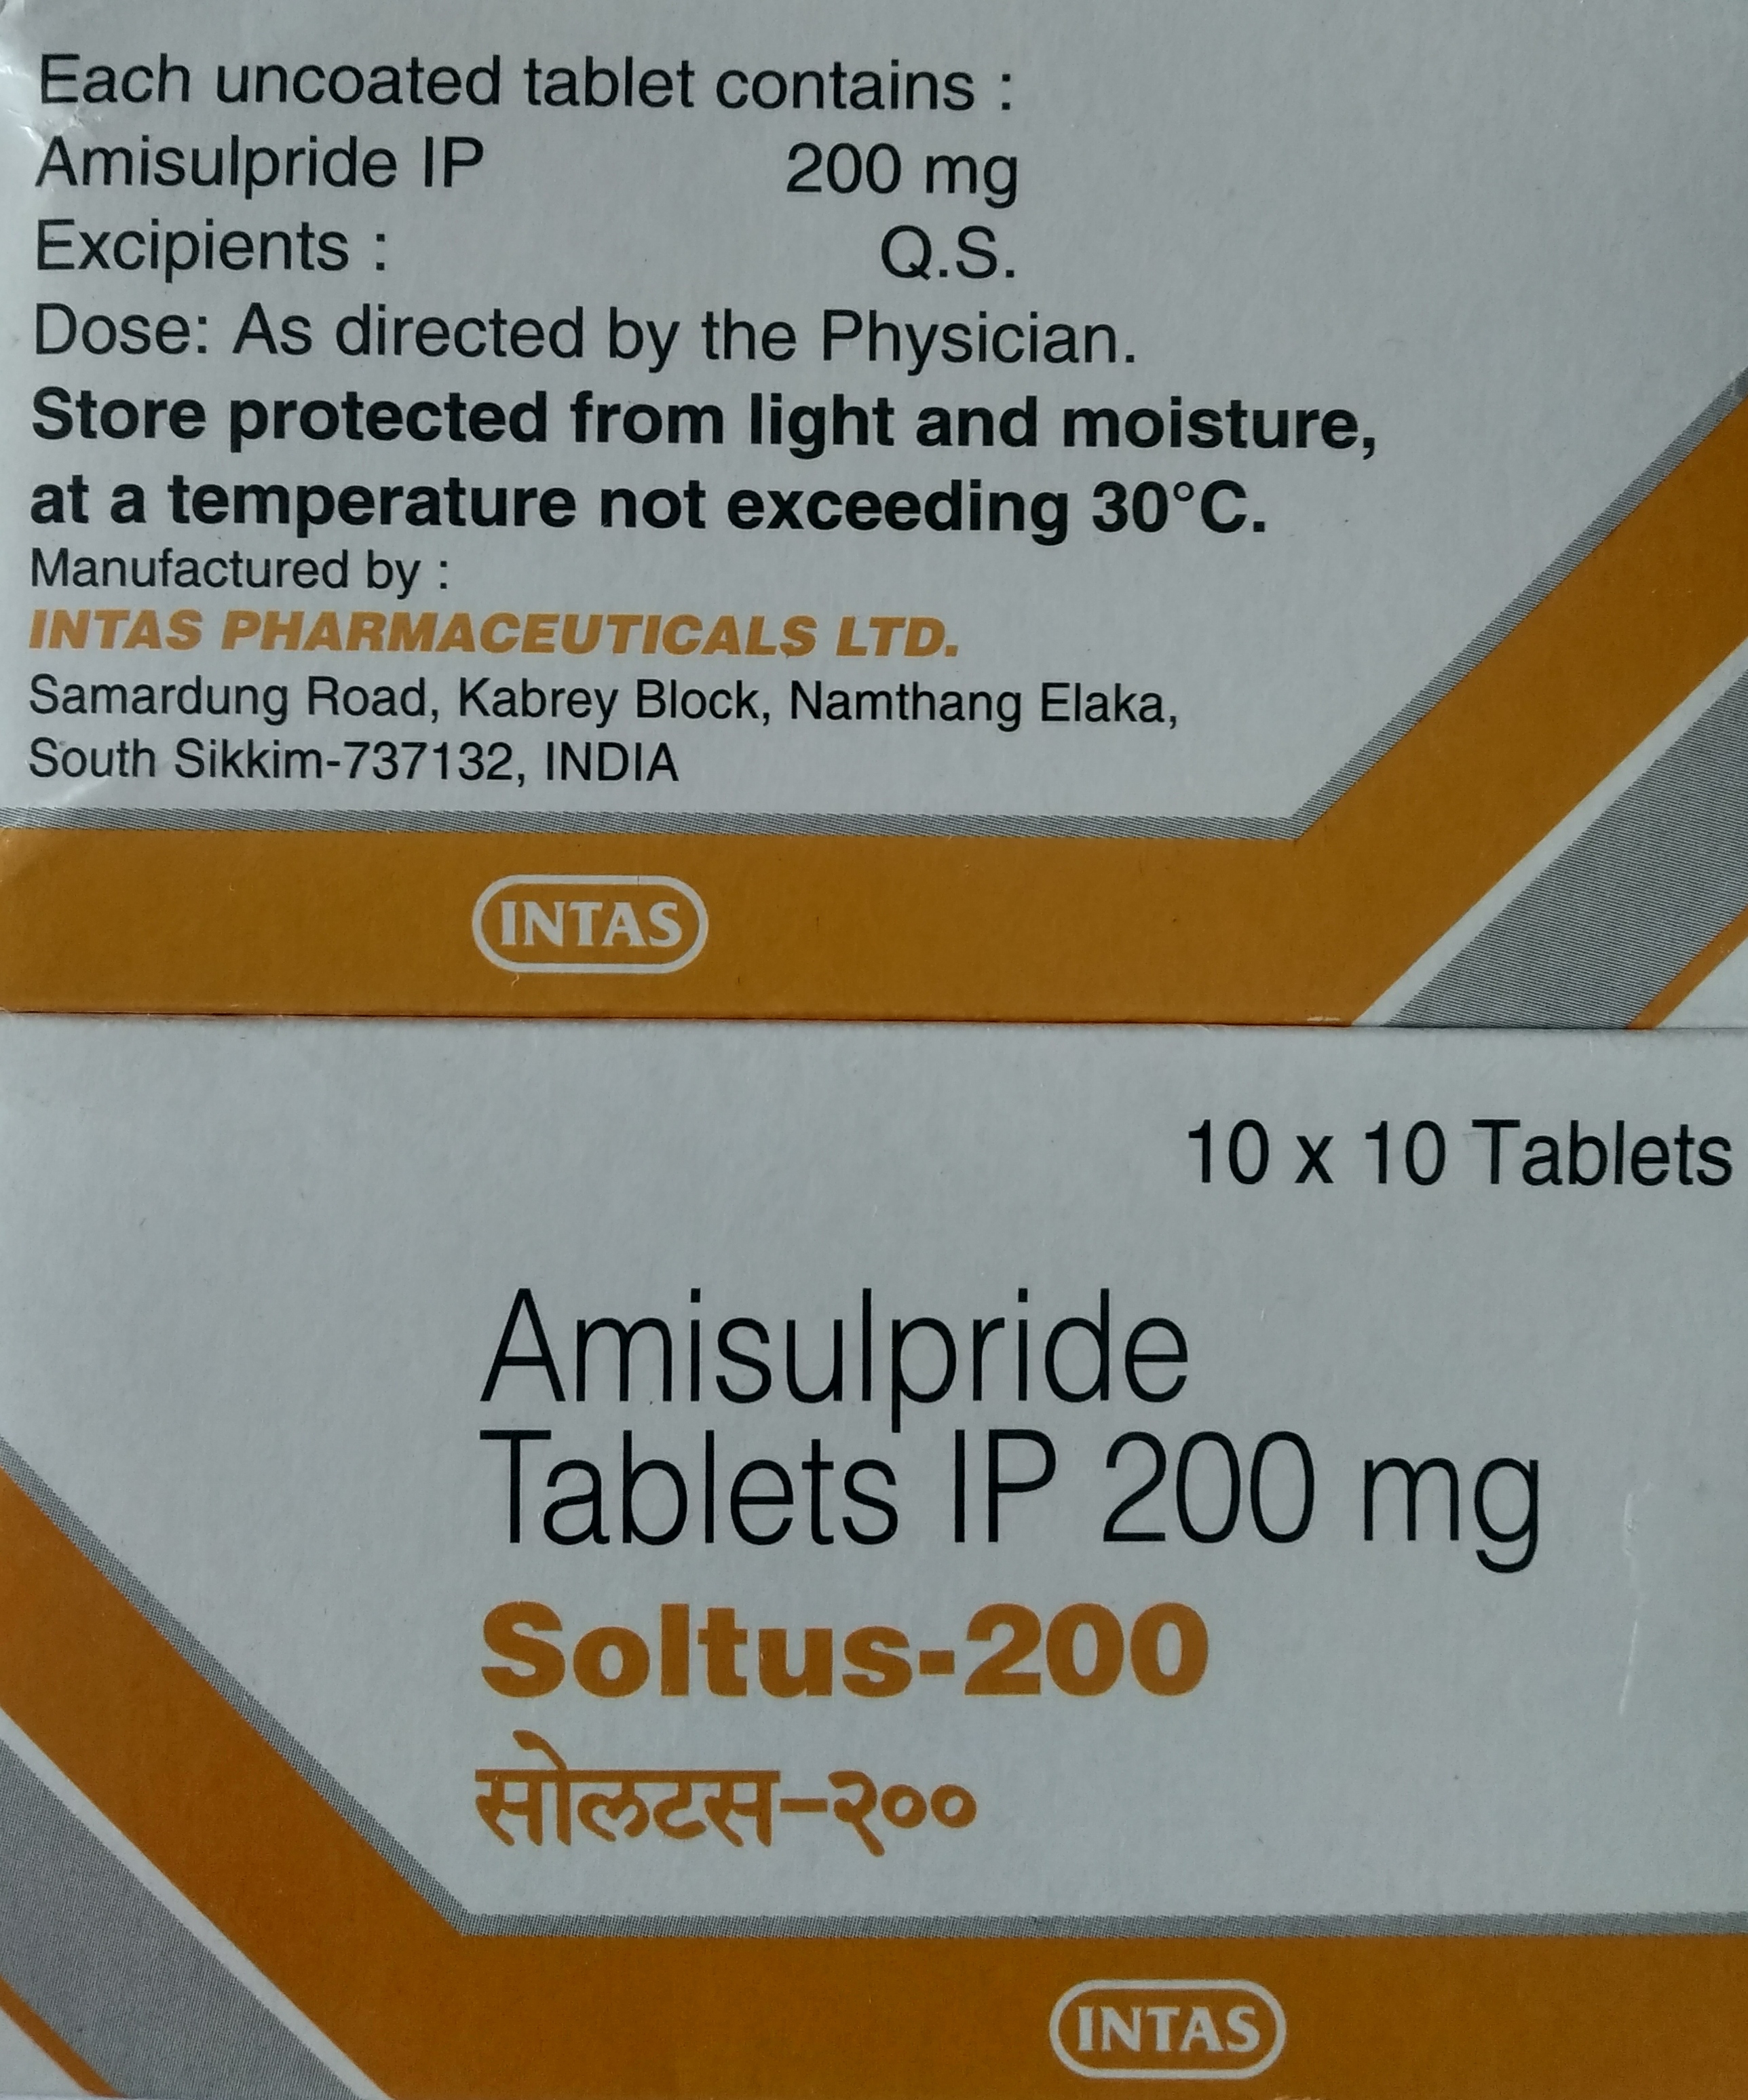 Each uncoated tablet contains :
Amisulpride IP 200 mg
Excipients : Q.S.
Dose: As directed by the Physician.
Store protected from light and moisture,
at a temperature not exceeding 30°C.
Manufactured by :
INTAS PHARMACEUTICALS LTD.
Samardung Road, Kabrey Block, Namthang Elaka,
South Sikkim-737132, INDIA
INTAS
10 x 10 Tablets
Amisulpride
Tablets IP 200 mg
Soltus-200
सोलटस-२००
INTAS